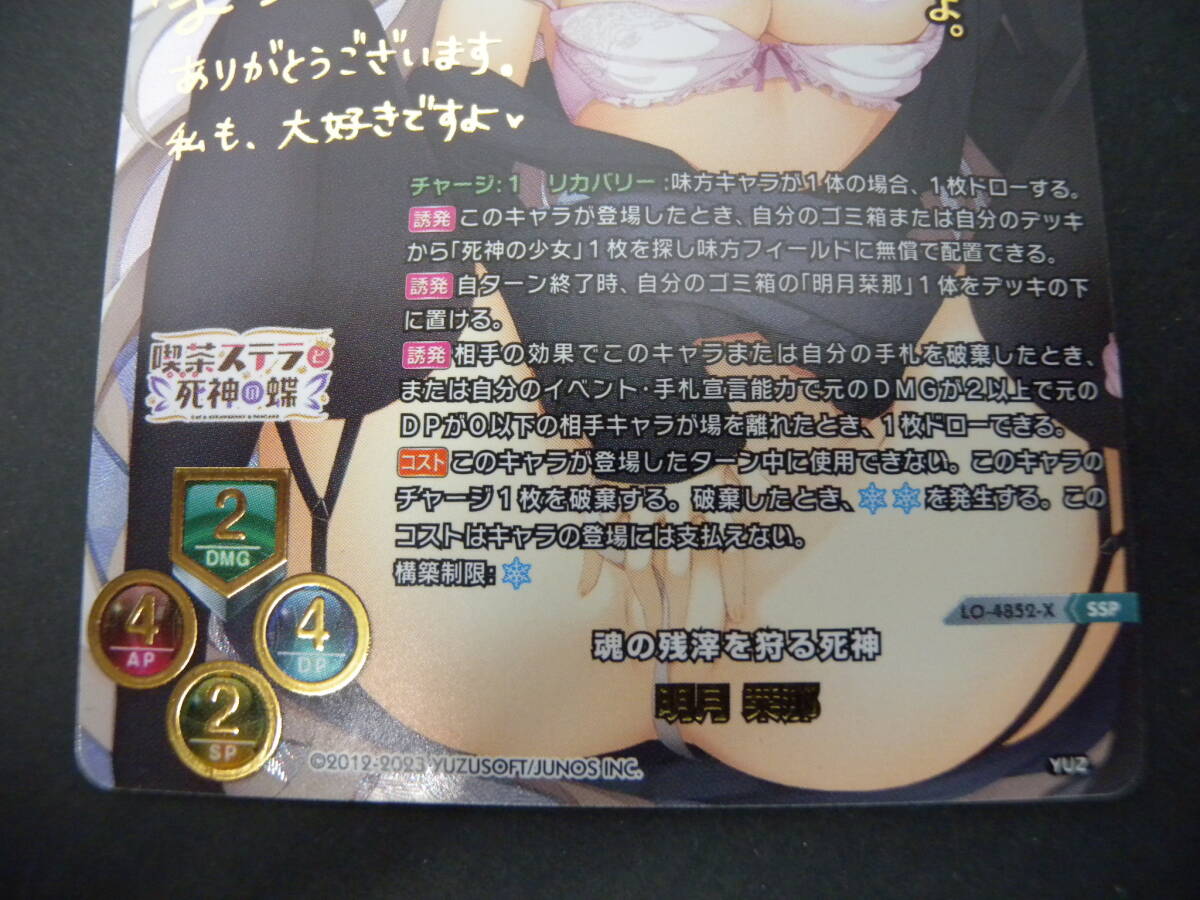 よ。
ありがとうございます。
私も、大好きですよ♥
チャージ:1 リカバリー:味方キャラが1体の場合、1枚ドローする。
誘発 このキャラが登場したとき、自分のゴミ箱または自分のデッキ
から「死神の少女」1枚を探し味方フィールドに無償で配置できる。
誘発 自ターン終了時、自分のゴミ箱の「明月栞那」1体をデッキの下
に置ける。
誘発 相手の効果でこのキャラまたは自分の手札を破棄したとき、
または自分のイベント・手札宣言能力で元のDMGが2以上で元の
DPが0以下の相手キャラが場を離れたとき、1枚ドローできる。
コスト このキャラが登場したターン中に使用できない。このキャラの
チャージ1枚を破棄する。破棄したとき、❄❄を発生する。この
コストはキャラの登場には支払えない。
構築制限:❄
喫茶ステラと
死神の蝶
2
DMG
4
AP
4
DP
2
SP
LO-4852-X SSP
魂の残滓を狩る死神
明月 栞那
©2012-2023 YUZUSOFT/JUNOS INC.
YUZ